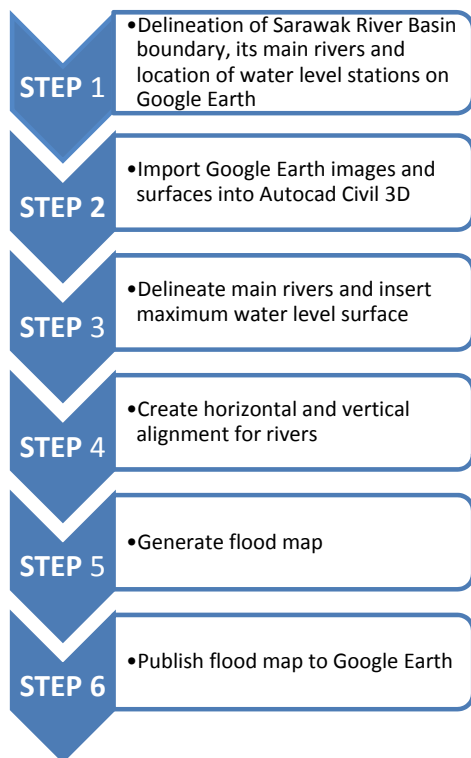 STEP 1
•Delineation of Sarawak River Basin
boundary, its main rivers and
location of water level stations on
Google Earth
STEP 2
•Import Google Earth images and
surfaces into Autocad Civil 3D
STEP 3
•Delineate main rivers and insert
maximum water level surface
STEP 4
•Create horizontal and vertical
alignment for rivers
STEP 5
•Generate flood map
STEP 6
•Publish flood map to Google Earth